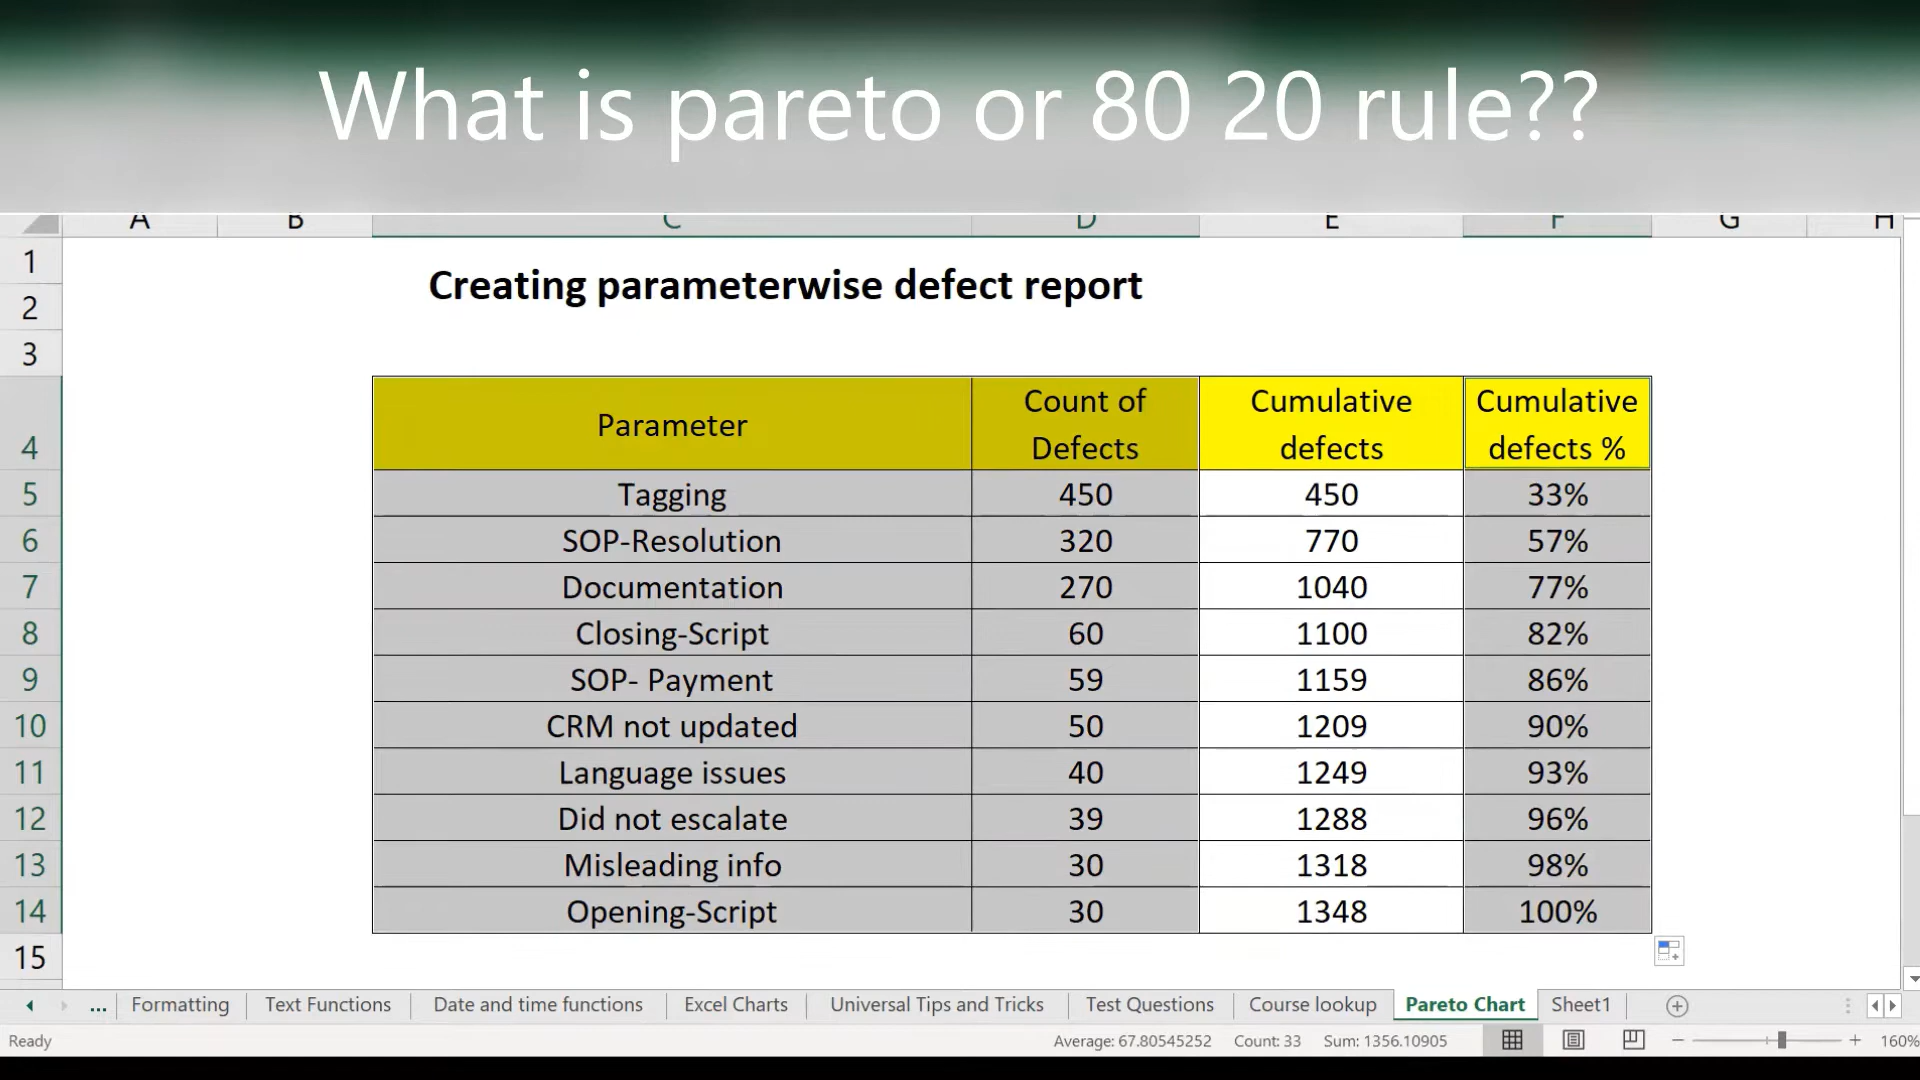 What is pareto or 80 20 rule??
A B C D E F G H
1
Creating parameterwise defect report
2
3
Parameter Count of Defects Cumulative defects Cumulative defects %
4
5 Tagging 450 450 33%
6 SOP-Resolution 320 770 57%
7 Documentation 270 1040 77%
8 Closing-Script 60 1100 82%
9 SOP- Payment 59 1159 86%
10 CRM not updated 50 1209 90%
11 Language issues 40 1249 93%
12 Did not escalate 39 1288 96%
13 Misleading info 30 1318 98%
14 Opening-Script 30 1348 100%
15
... Formatting Text Functions Date and time functions Excel Charts Universal Tips and Tricks Test Questions Course lookup Pareto Chart Sheet1
Ready Average: 67.80545252 Count: 33 Sum: 1356.10905 160%